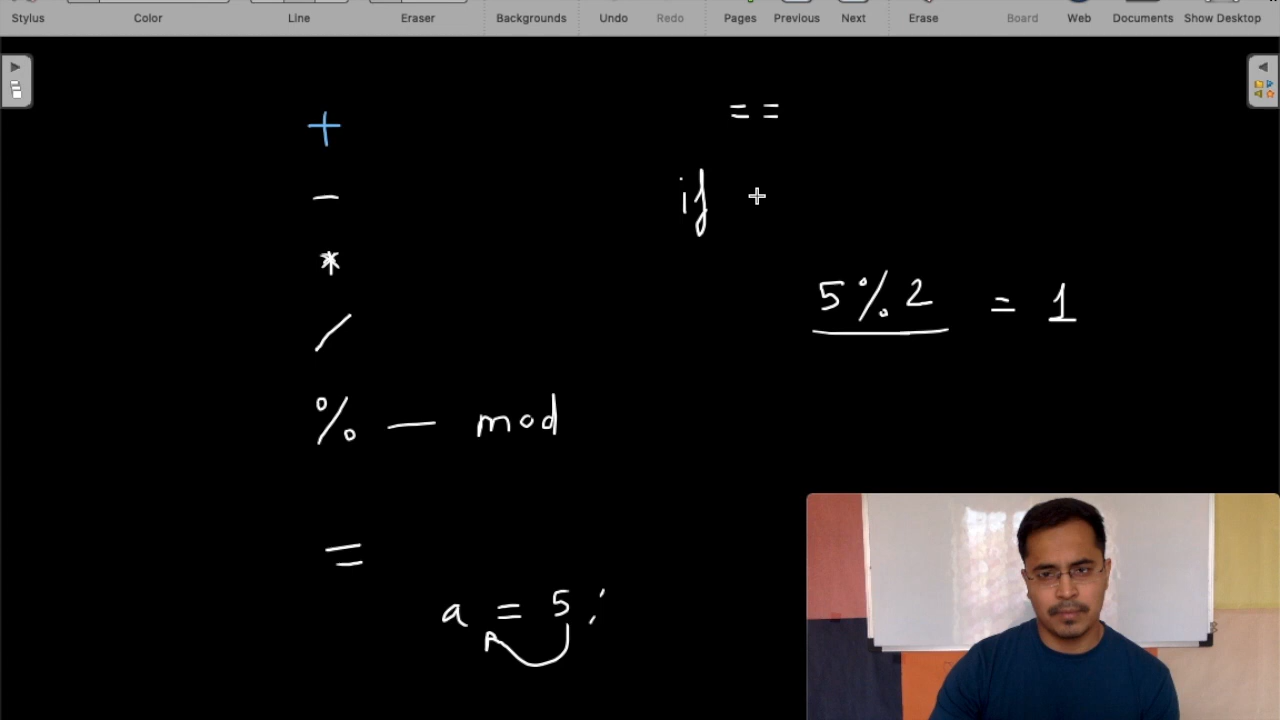 Stylus Color Line Eraser Backgrounds Undo Redo Pages Previous Next Erase Board Web Documents Show Desktop
+
-
*
/
% — mod
=
a = 5;
==
if
5%2 = 1